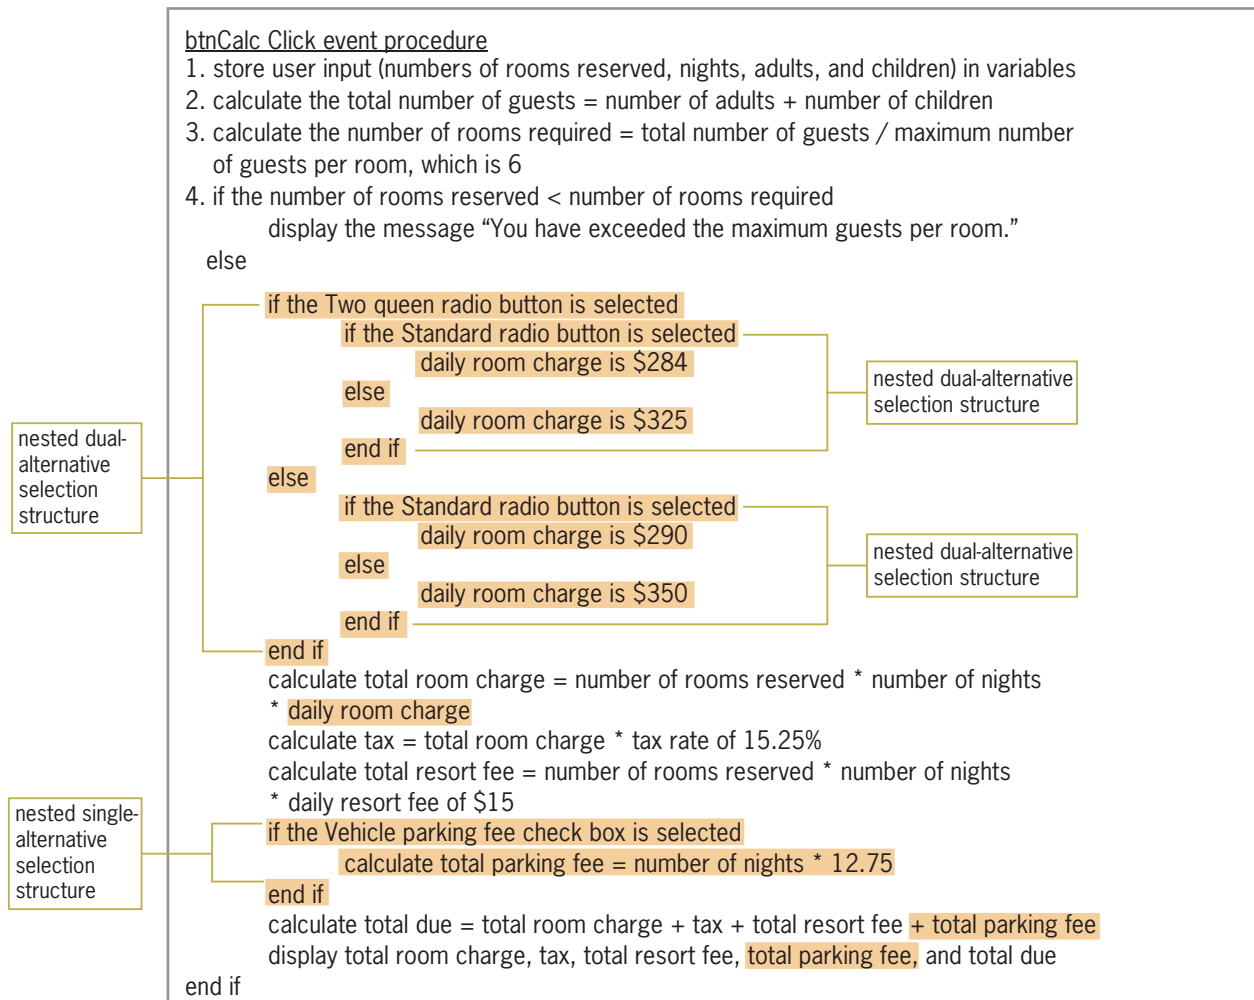 btnCalc Click event procedure
1. store user input (numbers of rooms reserved, nights, adults, and children) in variables
2. calculate the total number of guests = number of adults + number of children
3. calculate the number of rooms required = total number of guests / maximum number
of guests per room, which is 6
4. if the number of rooms reserved < number of rooms required
display the message “You have exceeded the maximum guests per room.”
else
if the Two queen radio button is selected
if the Standard radio button is selected
daily room charge is $284
else
daily room charge is $325
end if
nested dual-alternative
selection structure
else
if the Standard radio button is selected
daily room charge is $290
else
daily room charge is $350
end if
nested dual-alternative
selection structure
end if
nested dual-
alternative
selection
structure
calculate total room charge = number of rooms reserved * number of nights
* daily room charge
calculate tax = total room charge * tax rate of 15.25%
calculate total resort fee = number of rooms reserved * number of nights
* daily resort fee of $15
if the Vehicle parking fee check box is selected
calculate total parking fee = number of nights * 12.75
end if
nested single-
alternative
selection
structure
calculate total due = total room charge + tax + total resort fee + total parking fee
display total room charge, tax, total resort fee, total parking fee, and total due
end if